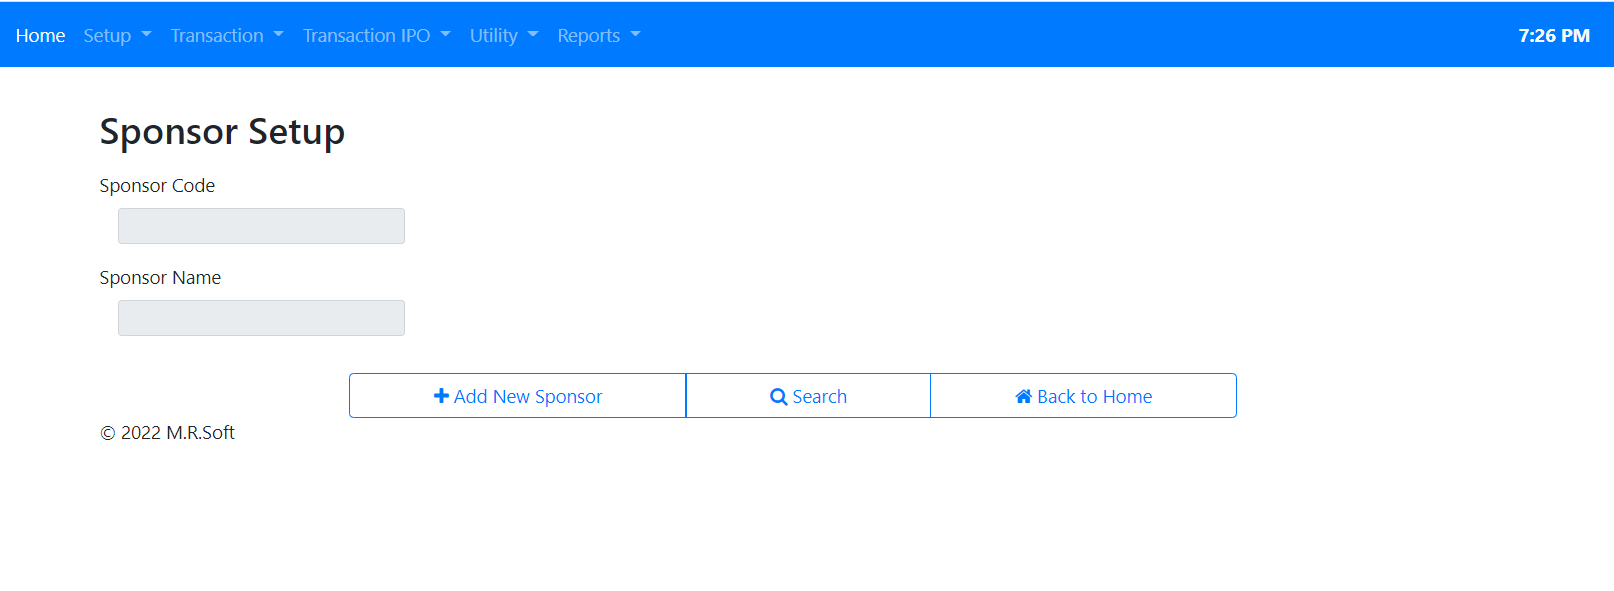 Home Setup Transaction Transaction IPO Utility Reports 7:26 PM
Sponsor Setup
Sponsor Code
Sponsor Name
Add New Sponsor Search Back to Home
© 2022 M.R.Soft